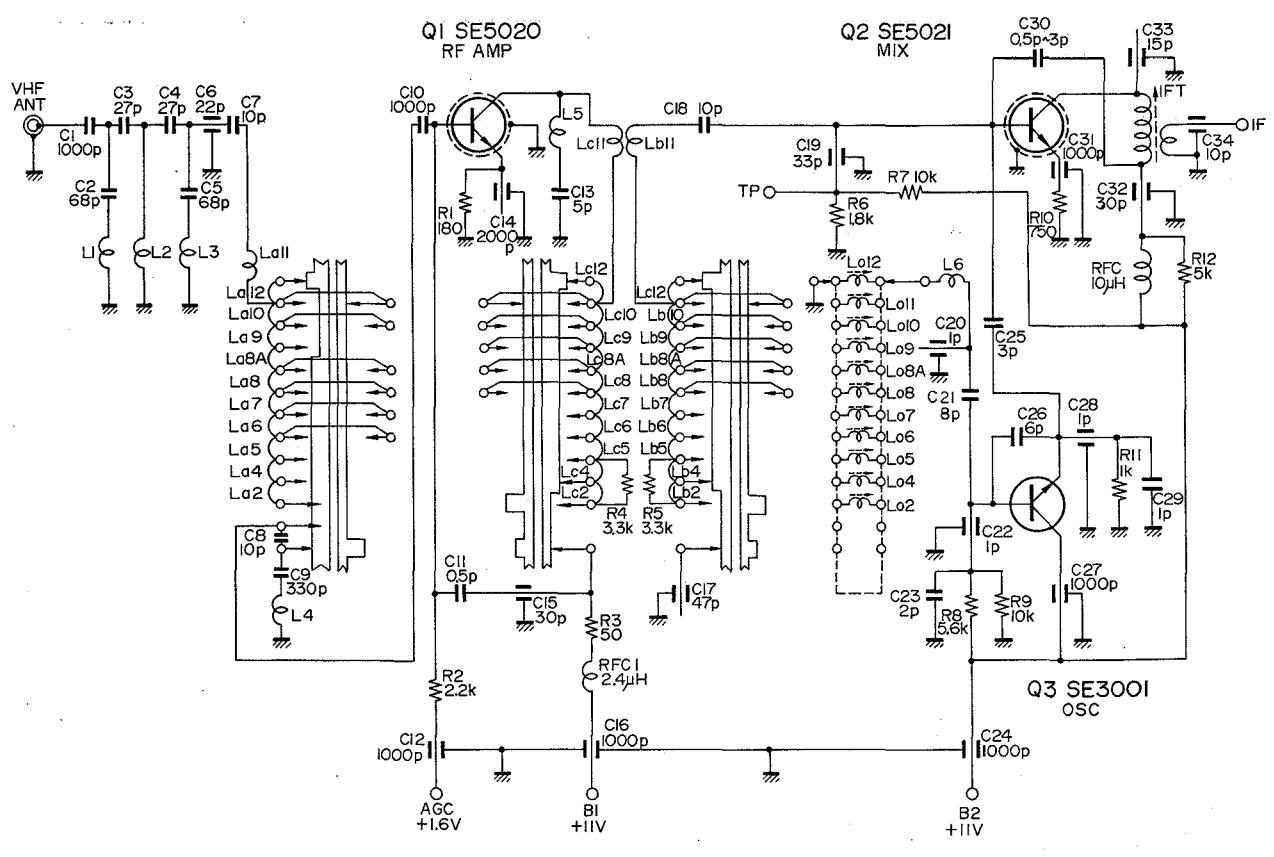 Q1 SE5020
RF AMP
Q2 SE5021
MIX
C30
0.5p~3p
C33
15p
VHF
ANT
C1
1000p
C3
27p
C4
27p
C6
22p
C7
10p
C10
1000p
L5
Lc11
Lb11
C18 10p
C19
33p
C31
1000p
IFT
IF
C34
10p
C2
68p
C5
68p
L1
L2
L3
La11
R1
180
C14
2000
p
C13
5p
TP
R7 10k
R6
1.8k
R10
750
C32
30p
RFC
10μH
R12
5k
La112
La10
La9
La8A
La8
La7
La6
La5
La4
La2
Lc12
Lc10
Lc9
Lc8A
Lc8
Lc7
Lc6
Lc5
Lc4
Lc2
R4
3.3k
Lc12
Lb10
Lb9
Lb8A
Lb8
Lb7
Lb6
Lb5
Lb4
Lb2
R5
3.3k
Lo12
Lo11
Lo10
Lo9
Lo8A
Lo8
Lo7
Lo6
Lo5
Lo4
Lo2
L6
C20
1p
C25
3p
C21
8p
C26
6p
C28
1p
R11
1k
C29
1p
C22
1p
C8
10p
C9
330p
L4
C11
0.5p
C15
30p
R3
50
C17
47p
C23
2p
R8
5.6k
R9
10k
C27
1000p
R2
2.2k
RFC1
2.4μH
Q3 SE3001
OSC
C12
1000p
C16
1000p
C24
1000p
AGC
+1.6V
B1
+11V
B2
+11V